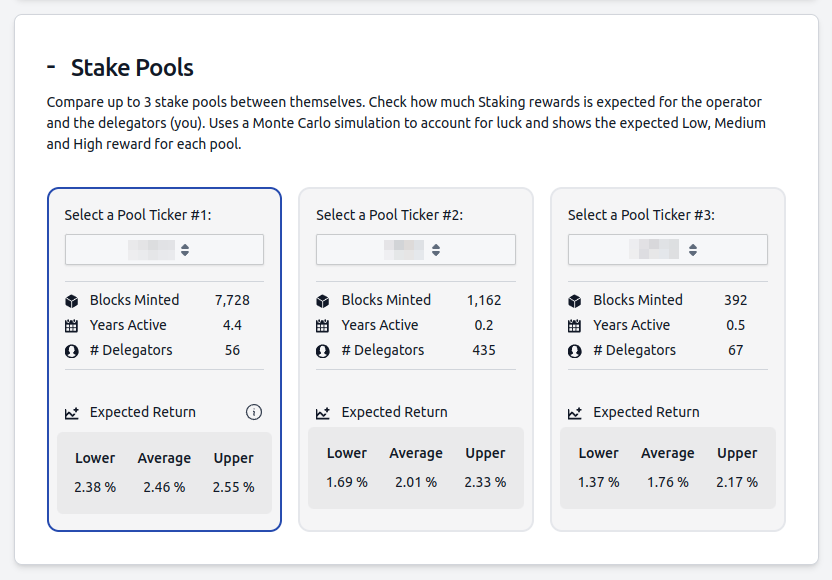 - Stake Pools
Compare up to 3 stake pools between themselves. Check how much Staking rewards is expected for the operator
and the delegators (you). Uses a Monte Carlo simulation to account for luck and shows the expected Low, Medium
and High reward for each pool.
Select a Pool Ticker #1:
Blocks Minted 7,728
Years Active 4.4
# Delegators 56
Expected Return
Lower Average Upper
2.38 % 2.46 % 2.55 %
Select a Pool Ticker #2:
Blocks Minted 1,162
Years Active 0.2
# Delegators 435
Expected Return
Lower Average Upper
1.69 % 2.01 % 2.33 %
Select a Pool Ticker #3:
Blocks Minted 392
Years Active 0.5
# Delegators 67
Expected Return
Lower Average Upper
1.37 % 1.76 % 2.17 %